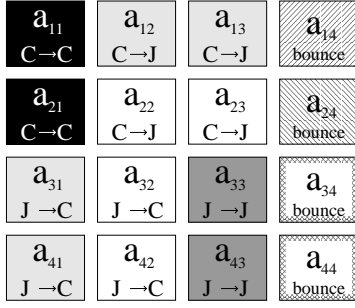 a₁₁ a₁₂ a₁₃ a₁₄
C→C C→J C→J bounce
a₂₁ a₂₂ a₂₃ a₂₄
C→C C→J C→J bounce
a₃₁ a₃₂ a₃₃ a₃₄
J →C J →C J →J bounce
a₄₁ a₄₂ a₄₃ a₄₄
J →C J →C J →J bounce